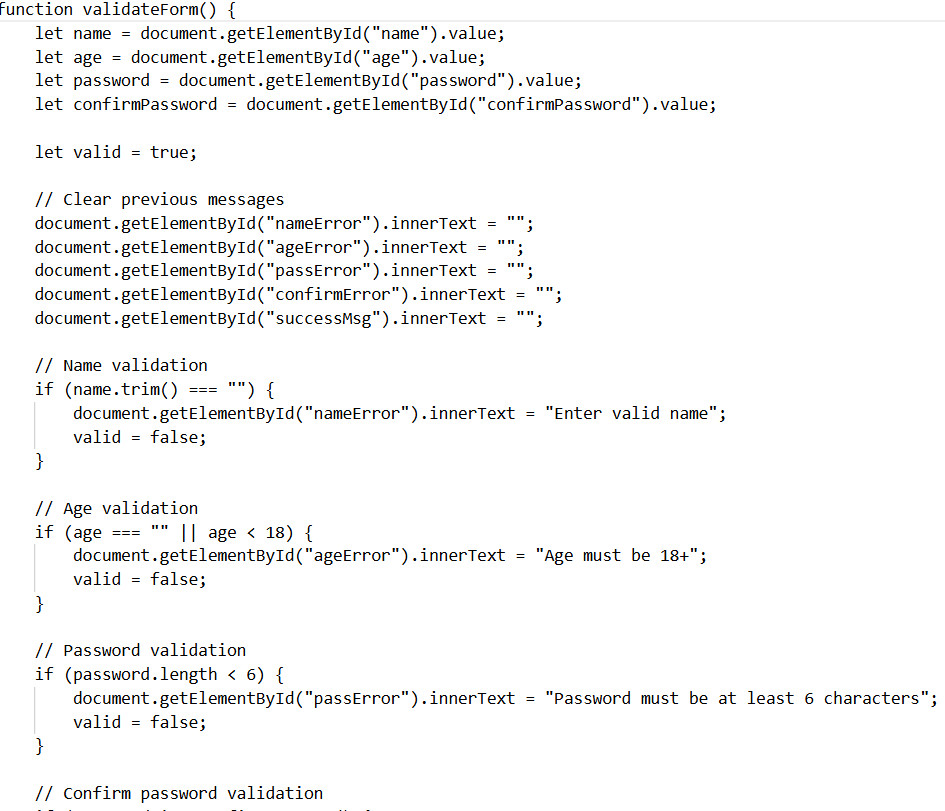 function validateForm() {
let name = document.getElementById("name").value;
let age = document.getElementById("age").value;
let password = document.getElementById("password").value;
let confirmPassword = document.getElementById("confirmPassword").value;
let valid = true;
// Clear previous messages
document.getElementById("nameError").innerText = "";
document.getElementById("ageError").innerText = "";
document.getElementById("passError").innerText = "";
document.getElementById("confirmError").innerText = "";
document.getElementById("successMsg").innerText = "";
// Name validation
if (name.trim() === "") {
document.getElementById("nameError").innerText = "Enter valid name";
valid = false;
}
// Age validation
if (age === "" || age < 18) {
document.getElementById("ageError").innerText = "Age must be 18+";
valid = false;
}
// Password validation
if (password.length < 6) {
document.getElementById("passError").innerText = "Password must be at least 6 characters";
valid = false;
}
// Confirm password validation